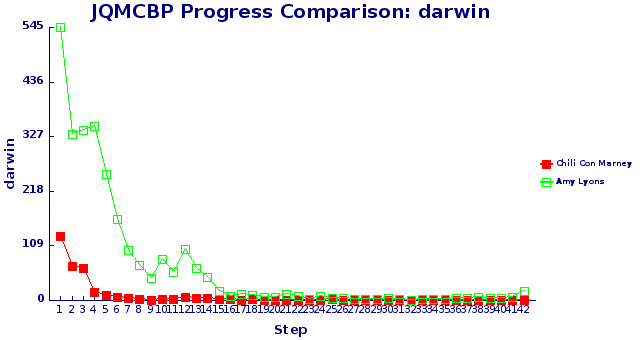 JQMCBP Progress Comparison: darwin
545
436
327
218
109
0
darwin
1 2 3 4 5 6 7 8 9 10 11 12 13 14 15 16 17 18 19 20 21 22 23 24 25 26 27 28 29 30 31 32 33 34 35 36 37 38 39 40 41 42
Step
Chili Con Marney
Amy Lyons